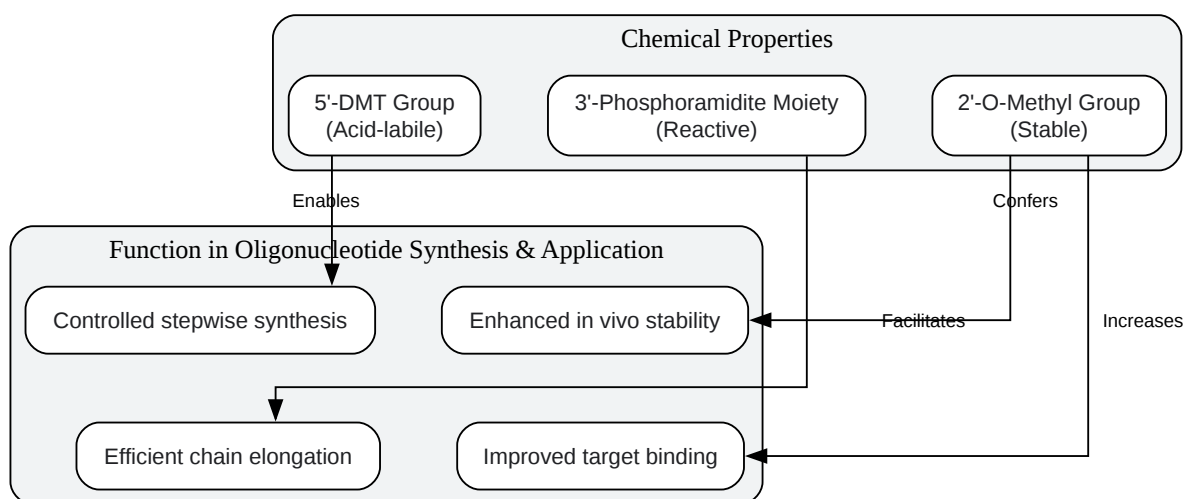 Chemical Properties
5'-DMT Group
(Acid-labile)
3'-Phosphoramidite Moiety
(Reactive)
2'-O-Methyl Group
(Stable)
Enables
Confers
Function in Oligonucleotide Synthesis & Application
Controlled stepwise synthesis
Enhanced in vivo stability
Facilitates
Increases
Efficient chain elongation
Improved target binding